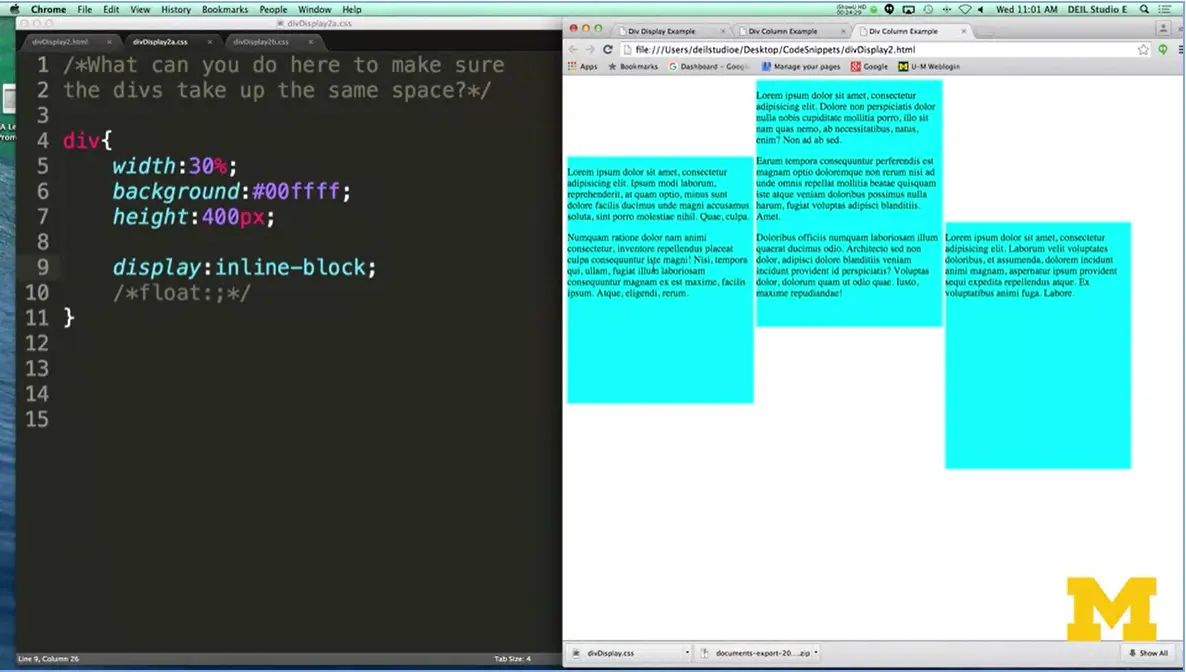 Chrome File Edit View History Bookmarks People Window Help
Wed 11:01 AM DEIL Studio E
divDisplay2a.css
divDisplay2.html
divDisplay2a.css
divDisplay2b.css
1 /*What can you do here to make sure
2 the divs take up the same space?*/
3
4 div{
5 width:30%;
6 background:#00ffff;
7 height:400px;
8
9 display:inline-block;
10 /*float:;*/
11 }
12
13
14
15
Line 9, Column 26
Tab Size: 4
Div Display Example
Div Column Example
Div Column Example
file:///Users/deilstudioe/Desktop/CodeSnippets/divDisplay2.html
Apps Bookmarks Dashboard - Googl Manage your pages Google U-M Weblogin
Lorem ipsum dolor sit amet, consectetur
adipisicing elit. Ipsum modi laborum,
reprehenderit, at quam optio, minus sunt
dolore facilis ducimus unde magni accusamus
soluta, sint porro molestiae nihil. Quae, culpa.
Numquam ratione dolor nam animi
consectetur, inventore repellendus placeat
culpa consequuntur iste magni! Nisi, tempora
qui, ullam, fugiat illum laboriosam
consequuntur magnam ex est maxime, facilis
ipsum. Atque, eligendi, rerum.
Lorem ipsum dolor sit amet, consectetur
adipisicing elit. Dolore non perspiciatis dolor
nulla nobis cupiditate mollitia porro, illo sit
nam quas nemo, ab necessitatibus, natus,
enim? Non ad ab sed.
Earum tempora consequuntur perferendis est
magnam optio doloremque non rerum nisi ad
unde omnis repellat mollitia beatae quisquam
iste atque veniam doloribus possimus nulla
harum, fugiat voluptas adipisci blanditiis.
Amet.
Doloribus officiis numquam laboriosam illum
quaerat ducimus odio. Architecto sed non
dolor, adipisci dolore blanditiis veniam
incidunt provident id perspiciatis? Voluptas
dolor, dolorum quam ut odio quae. Iusto,
maxime repudiandae!
Lorem ipsum dolor sit amet, consectetur
adipisicing elit. Laborum velit voluptates
doloribus, et assumenda, dolorem incidunt
animi magnam, aspernatur ipsum provident
sequi expedita repellendus atque. Ex
voluptatibus animi fuga. Labore.
M
divDisplay.css
documents-export-20....zip
Show All